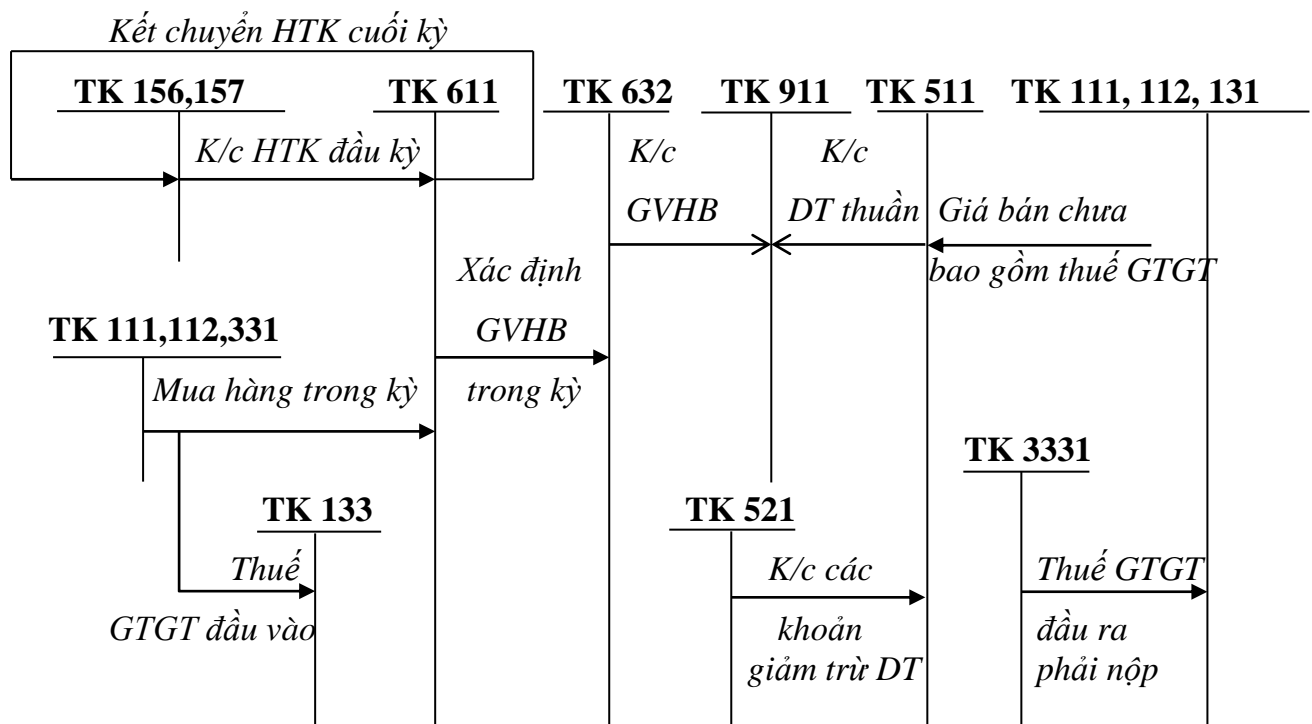 Kết chuyển HTK cuối kỳ
TK 156,157
TK 611
TK 632
TK 911
TK 511
TK 111, 112, 131
K/c HTK đầu kỳ
K/c
GVHB
K/c
DT thuần
Giá bán chưa
bao gồm thuế GTGT
Xác định
GVHB
trong kỳ
TK 111,112,331
Mua hàng trong kỳ
TK 133
Thuế
GTGT đầu vào
TK 521
K/c các
khoản
giảm trừ DT
TK 3331
Thuế GTGT
đầu ra
phải nộp